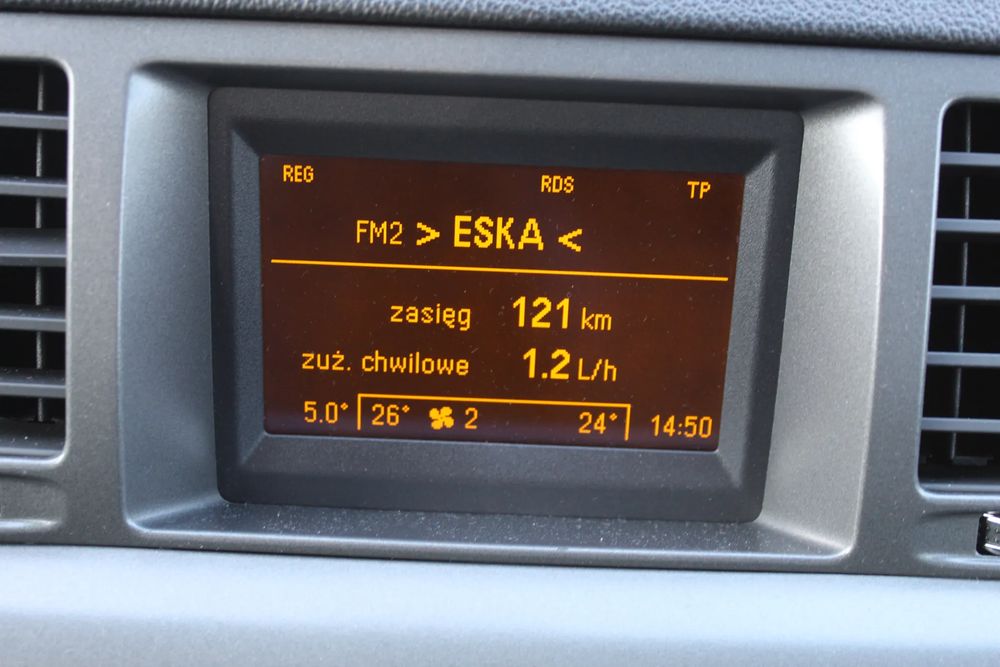 REG RDS TP
FM2 > ESKA <
zasięg 121 km
zuż. chwilowe 1.2 L/h
5.0° 26° 2 24° 14:50